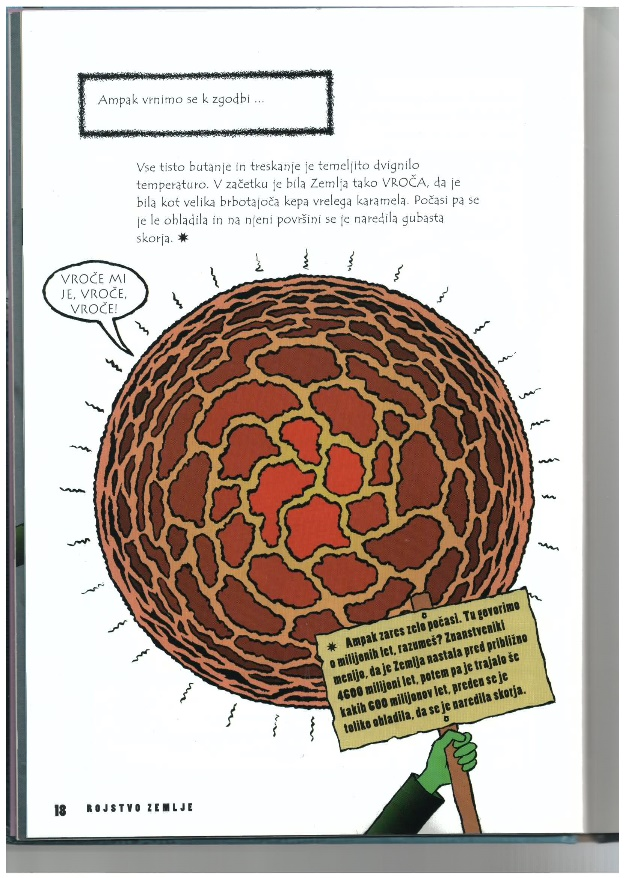 Ampak vrnimo se k zgodbi ...
Vse tisto butanje in treskanje je temeljito dvignilo
temperaturo. V začetku je bila Zemlja tako VROČA, da je
bila kot velika brbotajoča kepa vrelega karamela. Počasi pa se
je le ohladila in na njeni površini se je naredila gubasta
skorja. ✷
VROČE MI
JE, VROČE,
VROČE!
✷ Ampak zares zelo počasi. Tu govorimo
o milijonih let, razumeš? Znanstveniki
menijo, da je Zemlja nastala pred približno
4600 milijoni let, potem pa je trajalo še
kakih 600 milijonov let, preden se je
toliko ohladila, da se je naredila skorja.
18 ROJSTVO ZEMLJE